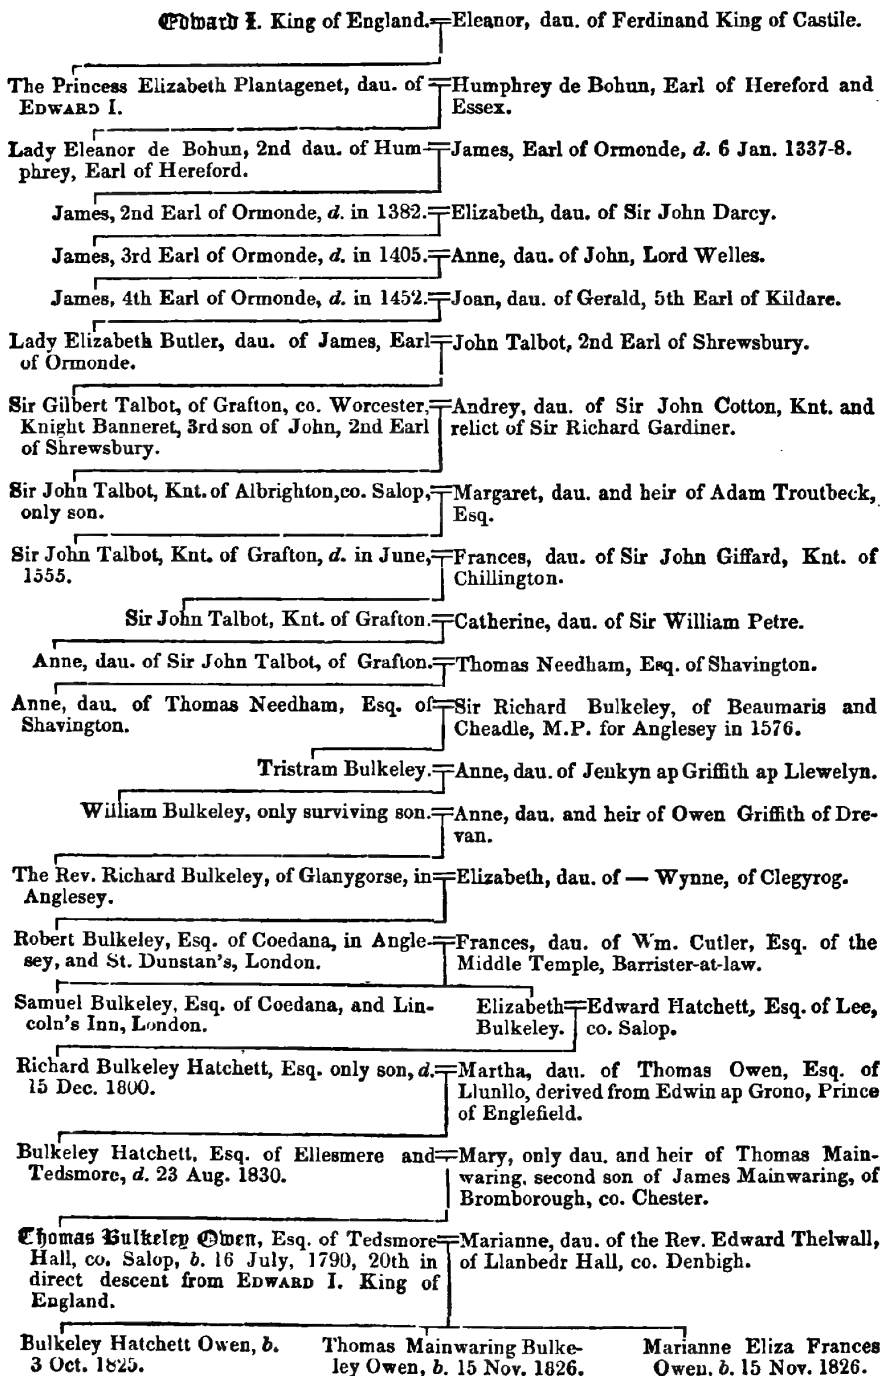 Edward I. King of England.=Eleanor, dau. of Ferdinand King of Castile.
The Princess Elizabeth Plantagenet, dau. of EDWARD I.=Humphrey de Bohun, Earl of Hereford and Essex.
Lady Eleanor de Bohun, 2nd dau. of Hum-
phrey, Earl of Hereford.=James, Earl of Ormonde, d. 6 Jan. 1337-8.
James, 2nd Earl of Ormonde, d. in 1382.=Elizabeth, dau. of Sir John Darcy.
James, 3rd Earl of Ormonde, d. in 1405.=Anne, dau. of John, Lord Welles.
James, 4th Earl of Ormonde, d. in 1452.=Joan, dau. of Gerald, 5th Earl of Kildare.
Lady Elizabeth Butler, dau. of James, Earl
of Ormonde.=John Talbot, 2nd Earl of Shrewsbury.
Sir Gilbert Talbot, of Grafton, co. Worcester,
Knight Banneret, 3rd son of John, 2nd Earl
of Shrewsbury.=Andrey, dau. of Sir John Cotton, Knt. and
relict of Sir Richard Gardiner.
Sir John Talbot, Knt. of Albrighton, co. Salop,
only son.=Margaret, dau. and heir of Adam Troutbeck,
Esq.
Sir John Talbot, Knt. of Grafton, d. in June,
1555.=Frances, dau. of Sir John Giffard, Knt. of
Chillington.
Sir John Talbot, Knt. of Grafton.=Catherine, dau. of Sir William Petre.
Anne, dau. of Sir John Talbot, of Grafton.=Thomas Needham, Esq. of Shavington.
Anne, dau. of Thomas Needham, Esq. of
Shavington.=Sir Richard Bulkeley, of Beaumaris and
Cheadle, M.P. for Anglesey in 1576.
Tristram Bulkeley.=Anne, dau. of Jenkyn ap Griffith ap Llewelyn.
William Bulkeley, only surviving son.=Anne, dau. and heir of Owen Griffith of Dre-
van.
The Rev. Richard Bulkeley, of Glanygorse, in
Anglesey.=Elizabeth, dau. of — Wynne, of Clegyrog.
Robert Bulkeley, Esq. of Coedana, in Angle-
sey, and St. Dunstan's, London.=Frances, dau. of Wm. Cutler, Esq. of the
Middle Temple, Barrister-at-law.
Samuel Bulkeley, Esq. of Coedana, and Lin-
coln's Inn, London.
Elizabeth
Bulkeley.=Edward Hatchett, Esq. of Lee,
co. Salop.
Richard Bulkeley Hatchett, Esq. only son, d.
15 Dec. 1800.=Martha, dau. of Thomas Owen, Esq. of
Llunllo, derived from Edwin ap Grono, Prince
of Englefield.
Bulkeley Hatchett, Esq. of Ellesmere and
Tedsmore, d. 23 Aug. 1830.=Mary, only dau. and heir of Thomas Main-
waring, second son of James Mainwaring, of
Bromborough, co. Chester.
Thomas Bulkeley Owen, Esq. of Tedsmore
Hall, co. Salop, b. 16 July, 1790, 20th in
direct descent from EDWARD I. King of
England.=Marianne, dau. of the Rev. Edward Thelwall,
of Llanbedr Hall, co. Denbigh.
Bulkeley Hatchett Owen, b.
3 Oct. 1825.
Thomas Mainwaring Bulke-
ley Owen, b. 15 Nov. 1826.
Marianne Eliza Frances
Owen, b. 15 Nov. 1826.